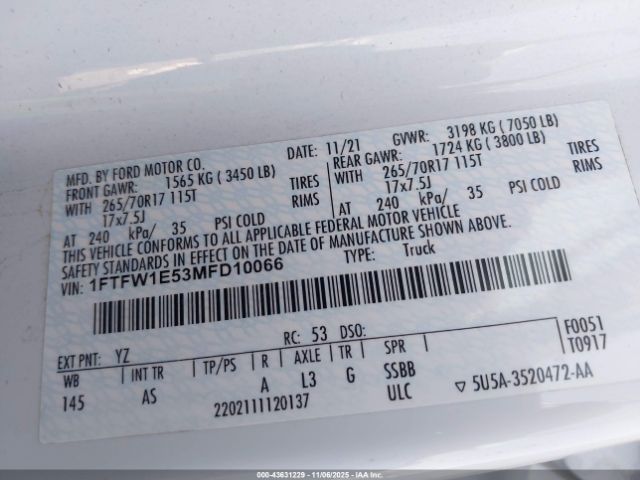 MFD. BY FORD MOTOR CO.
DATE: 11/21 GVWR: 3198 KG ( 7050 LB)
FRONT GAWR: 1565 KG ( 3450 LB) REAR GAWR: 1724 KG ( 3800 LB)
WITH 265/70R17 115T TIRES WITH 265/70R17 115T TIRES
17x7.5J RIMS 17x7.5J RIMS
AT 240 kPa/ 35 PSI COLD AT 240 kPa/ 35 PSI COLD
THIS VEHICLE CONFORMS TO ALL APPLICABLE FEDERAL MOTOR VEHICLE
SAFETY STANDARDS IN EFFECT ON THE DATE OF MANUFACTURE SHOWN ABOVE.
VIN: 1FTFW1E53MFD10066 TYPE: Truck
F0051
T0917
EXT PNT: YZ RC: 53 DSO:
WB INT TR TP/PS R AXLE TR SPR
145 AS A L3 G SSBB
2202111120137 ULC ▽ 5U5A-3520472-AA
000-43631229 - 11/06/2025 - IAAI.COM